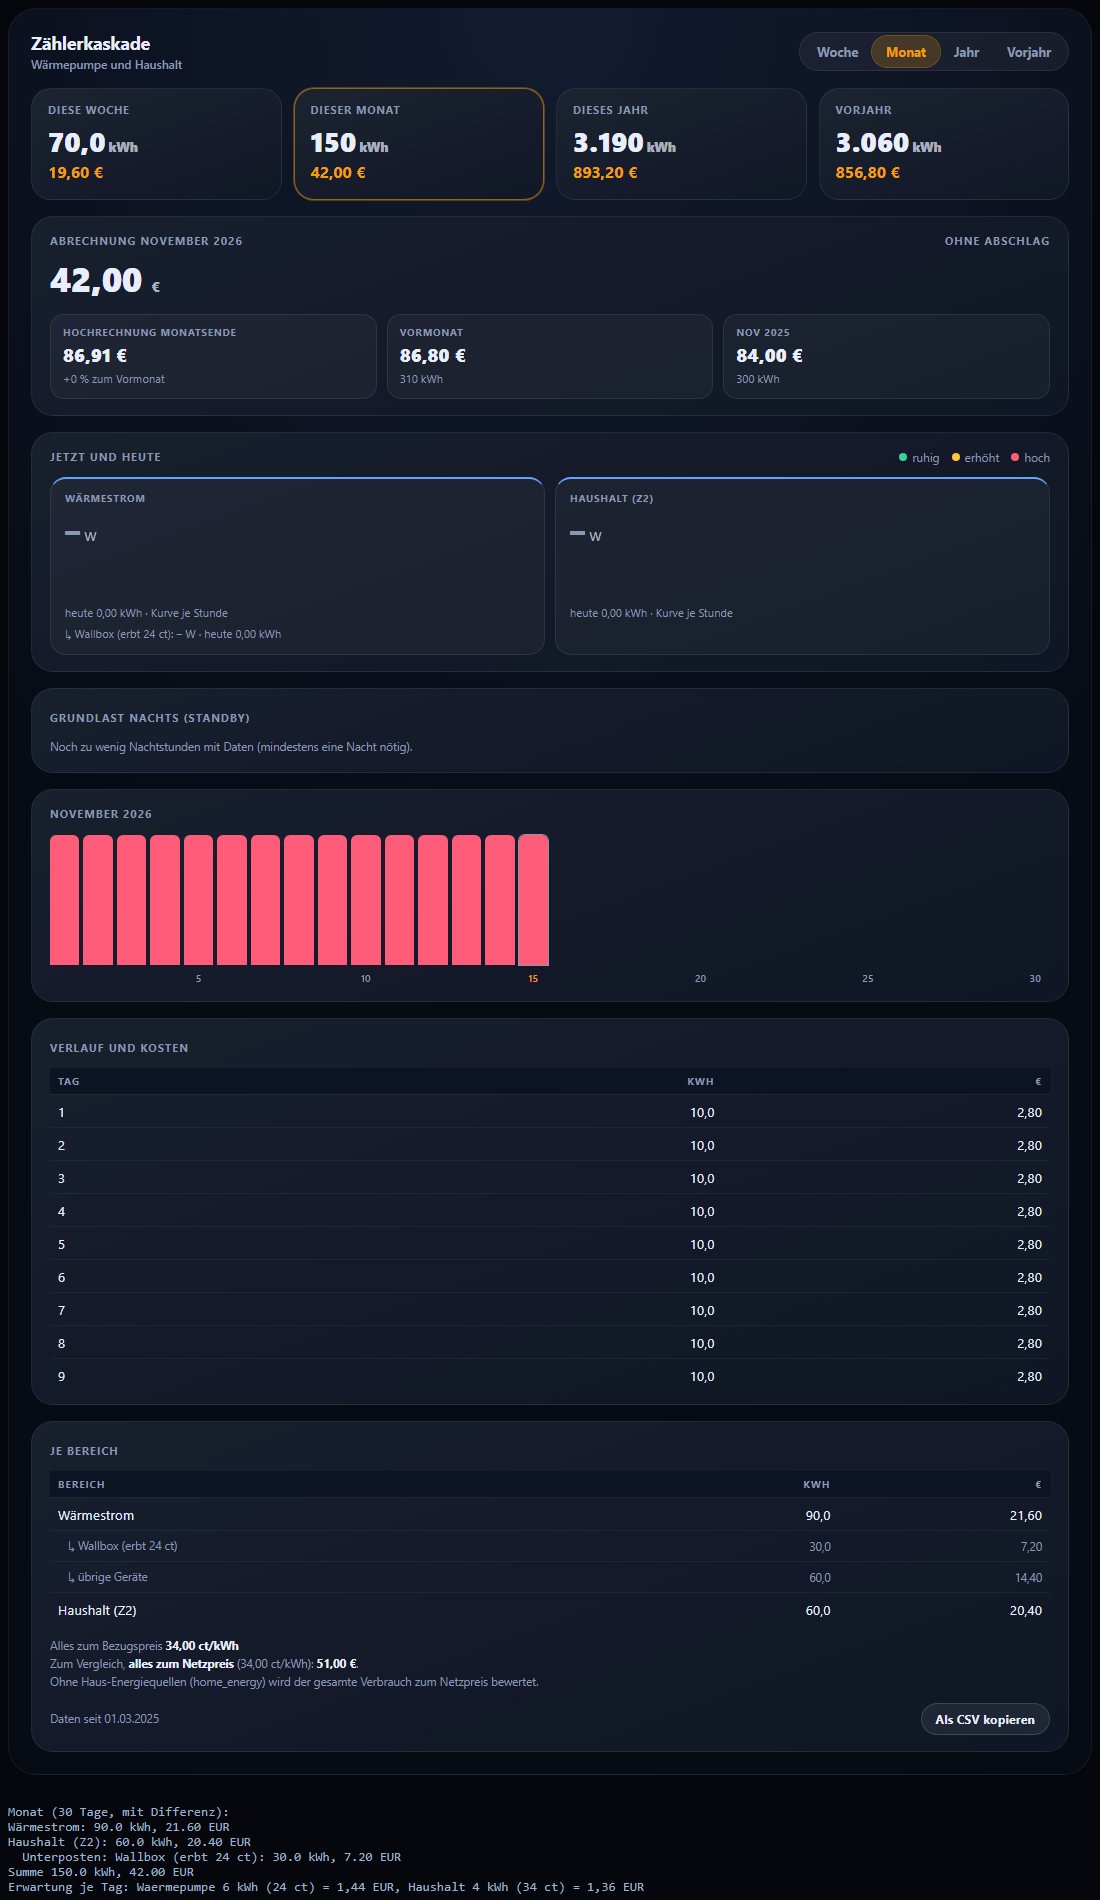 Zählerkaskade
Wärmepumpe und Haushalt
Woche Monat Jahr Vorjahr
DIESE WOCHE
70,0 kWh
19,60 €
DIESER MONAT
150 kWh
42,00 €
DIESES JAHR
3.190 kWh
893,20 €
VORJAHR
3.060 kWh
856,80 €
ABRECHNUNG NOVEMBER 2026
OHNE ABSCHLAG
42,00 €
HOCHRECHNUNG MONATSENDE
86,91 €
+0 % zum Vormonat
VORMONAT
86,80 €
310 kWh
NOV 2025
84,00 €
300 kWh
JETZT UND HEUTE
ruhig erhöht hoch
WÄRMESTROM
– W
heute 0,00 kWh · Kurve je Stunde
↳ Wallbox (erbt 24 ct): – W · heute 0,00 kWh
HAUSHALT (Z2)
– W
heute 0,00 kWh · Kurve je Stunde
GRUNDLAST NACHTS (STANDBY)
Noch zu wenig Nachtstunden mit Daten (mindestens eine Nacht nötig).
NOVEMBER 2026
5 10 15 20 25 30
VERLAUF UND KOSTEN
TAG KWH €
1 10,0 2,80
2 10,0 2,80
3 10,0 2,80
4 10,0 2,80
5 10,0 2,80
6 10,0 2,80
7 10,0 2,80
8 10,0 2,80
9 10,0 2,80
JE BEREICH
BEREICH KWH €
Wärmestrom 90,0 21,60
↳ Wallbox (erbt 24 ct) 30,0 7,20
↳ übrige Geräte 60,0 14,40
Haushalt (Z2) 60,0 20,40
Alles zum Bezugspreis 34,00 ct/kWh
Zum Vergleich, alles zum Netzpreis (34,00 ct/kWh): 51,00 €.
Ohne Haus-Energiequellen (home_energy) wird der gesamte Verbrauch zum Netzpreis bewertet.
Daten seit 01.03.2025
Als CSV kopieren
Monat (30 Tage, mit Differenz):
Wärmestrom: 90.0 kWh, 21.60 EUR
Haushalt (Z2): 60.0 kWh, 20.40 EUR
Unterposten: Wallbox (erbt 24 ct): 30.0 kWh, 7.20 EUR
Summe 150.0 kWh, 42.00 EUR
Erwartung je Tag: Waermepumpe 6 kWh (24 ct) = 1,44 EUR, Haushalt 4 kWh (34 ct) = 1,36 EUR